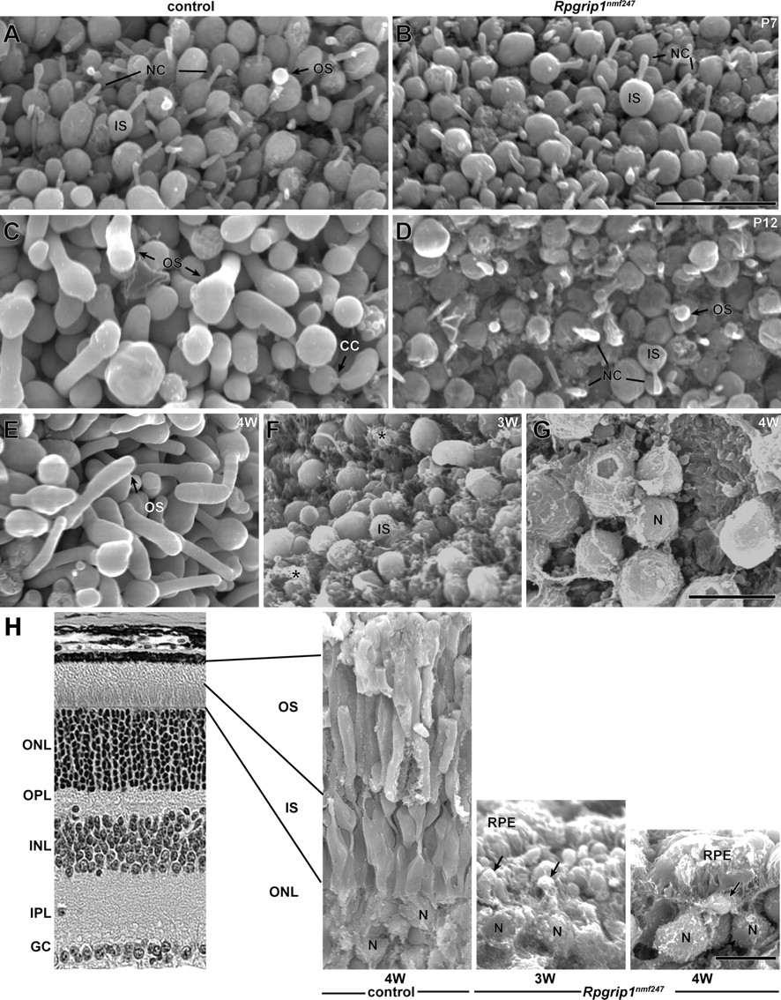 control
Rpgrip1nmf247
A
NC
OS
IS
B
P7
NC
IS
C
OS
CC
D
P12
OS
IS
NC
E
4W
OS
F
3W
*
IS
*
G
4W
N
H
ONL
OPL
INL
IPL
GC
OS
IS
ONL
N
N
RPE
N
N
RPE
N
N
4W
3W
4W
control
Rpgrip1nmf247